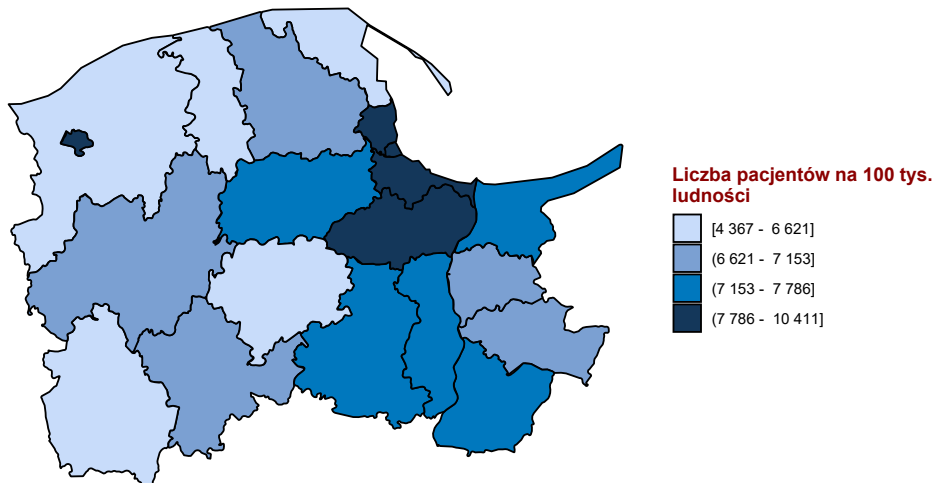 Liczba pacjentów na 100 tys.
ludności
[4 367 - 6 621]
(6 621 - 7 153]
(7 153 - 7 786]
(7 786 - 10 411]